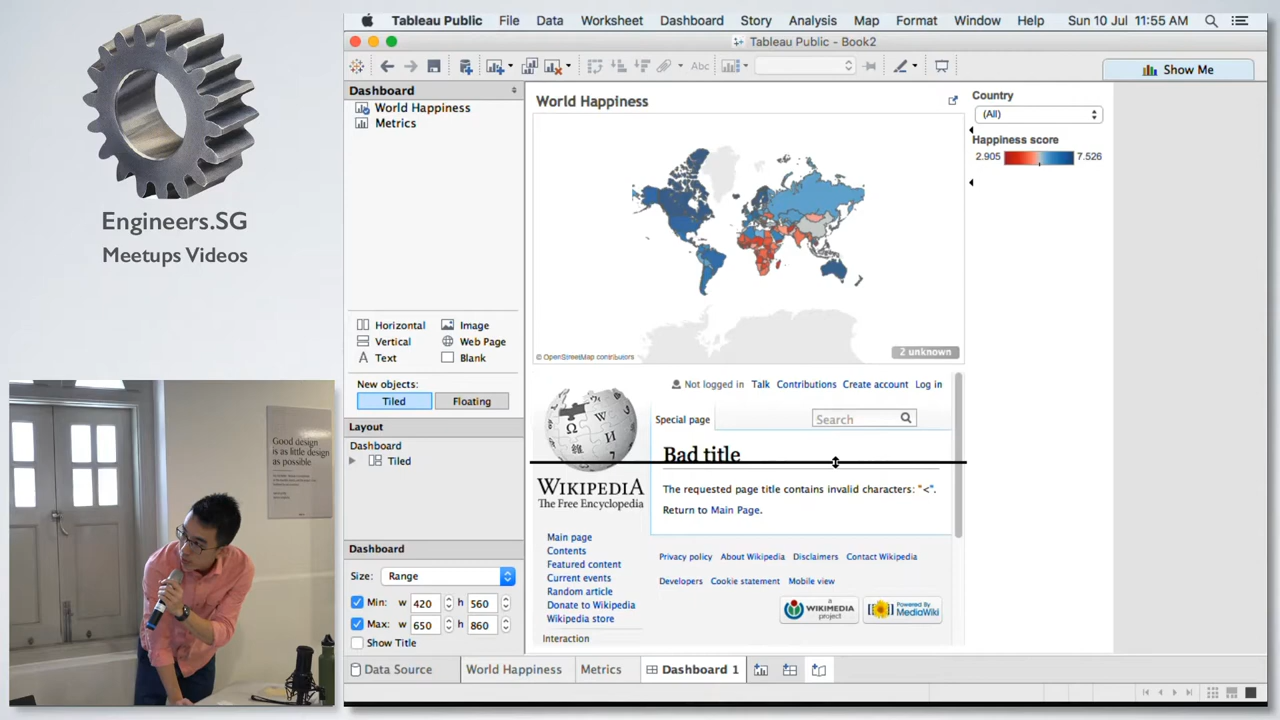 Engineers.SG
Meetups Videos
Good design
is as little design
as possible
Tableau Public File Data Worksheet Dashboard Story Analysis Map Format Window Help Sun 10 Jul 11:55 AM
Tableau Public - Book2
Abc
Show Me
Dashboard
World Happiness
Metrics
Horizontal Image
Vertical Web Page
A Text Blank
New objects:
Tiled Floating
Layout
Dashboard
Tiled
Dashboard
Size: Range
Min: w 420 h 560
Max: w 650 h 860
Show Title
World Happiness
© OpenStreetMap contributors
2 unknown
Country
(All)
Happiness score
2.905 7.526
Not logged in Talk Contributions Create account Log in
Special page Search
Bad title
The requested page title contains invalid characters: "<".
Return to Main Page.
WIKIPEDIA
The Free Encyclopedia
Main page
Contents
Featured content
Current events
Random article
Donate to Wikipedia
Wikipedia store
Interaction
Privacy policy About Wikipedia Disclaimers Contact Wikipedia
Developers Cookie statement Mobile view
a
WIKIMEDIA
project
Powered By
MediaWiki
Data Source World Happiness Metrics Dashboard 1